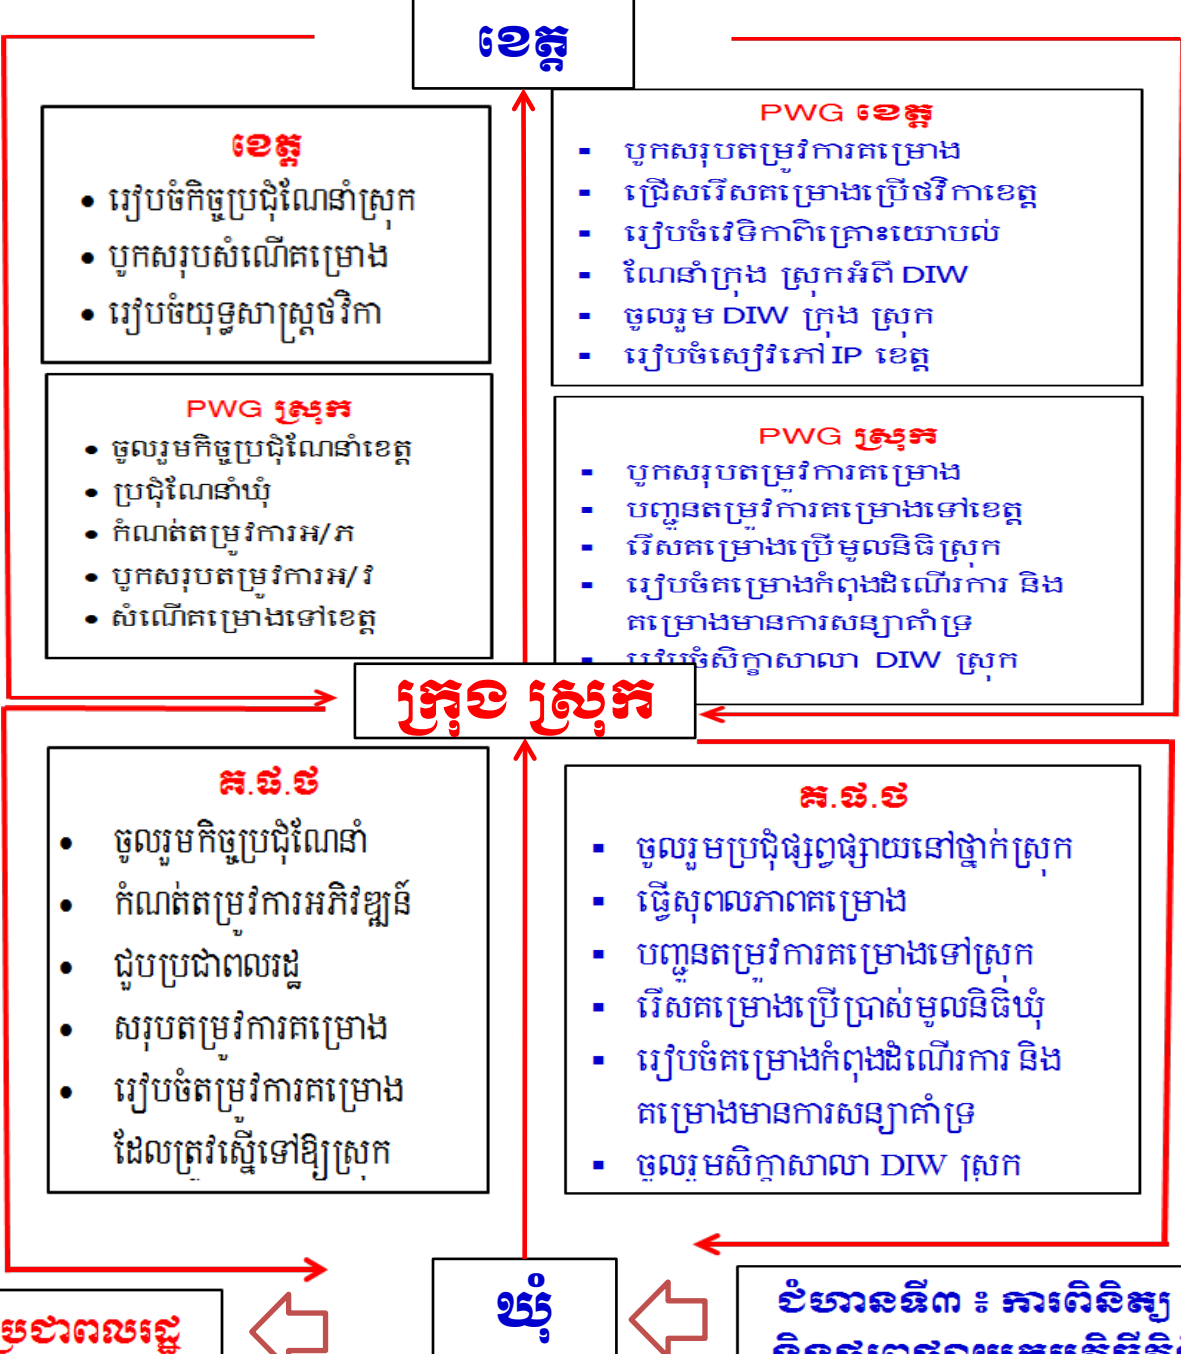 ខេត្ត
ខេត្ត
• រៀបចំកិច្ចប្រជុំណែនាំស្រុក
• បូកសរុបសំណើគម្រោង
• រៀបចំយុទ្ធសាស្ត្រថវិកា
PWG ខេត្ត
▪ បូកសរុបតម្រូវការគម្រោង
▪ ជ្រើសរើសគម្រោងប្រើថវិកាខេត្ត
▪ រៀបចំវេទិកាពិគ្រោះយោបល់
▪ ណែនាំក្រុង ស្រុកអំពី DIW
▪ ចូលរួម DIW ក្រុង ស្រុក
▪ រៀបចំសៀវភៅ IP ខេត្ត
PWG ស្រុក
• ចូលរួមកិច្ចប្រជុំណែនាំខេត្ត
• ប្រជុំណែនាំឃុំ
• កំណត់តម្រូវការអ/ភ
• បូកសរុបតម្រូវការអ/វ
• សំណើគម្រោងទៅខេត្ត
PWG ស្រុក
▪ បូកសរុបតម្រូវការគម្រោង
▪ បញ្ជូនតម្រូវការគម្រោងទៅខេត្ត
▪ រើសគម្រោងប្រើមូលនិធិស្រុក
▪ រៀបចំគម្រោងកំពុងដំណើរការ និង
គម្រោងមានការសន្យាគាំទ្រ
▪ រៀបចំសិក្ខាសាលា DIW ស្រុក
ក្រុង ស្រុក
គ.ផ.ថ
• ចូលរួមកិច្ចប្រជុំណែនាំ
• កំណត់តម្រូវការអភិវឌ្ឍន៍
• ជួបប្រជាពលរដ្ឋ
• សរុបតម្រូវការគម្រោង
• រៀបចំតម្រូវការគម្រោង
ដែលត្រូវស្នើទៅឱ្យស្រុក
គ.ផ.ថ
▪ ចូលរួមប្រជុំផ្សព្វផ្សាយនៅថ្នាក់ស្រុក
▪ ធ្វើសុពលភាពគម្រោង
▪ បញ្ជូនតម្រូវការគម្រោងទៅស្រុក
▪ រើសគម្រោងប្រើប្រាស់មូលនិធិឃុំ
▪ រៀបចំគម្រោងកំពុងដំណើរការ និង
គម្រោងមានការសន្យាគាំទ្រ
▪ ចូលរួមសិក្ខាសាលា DIW ស្រុក
ប្រជាពលរដ្ឋ
ឃុំ
ជំហានទី៣ ៖ ការពិនិត្យ